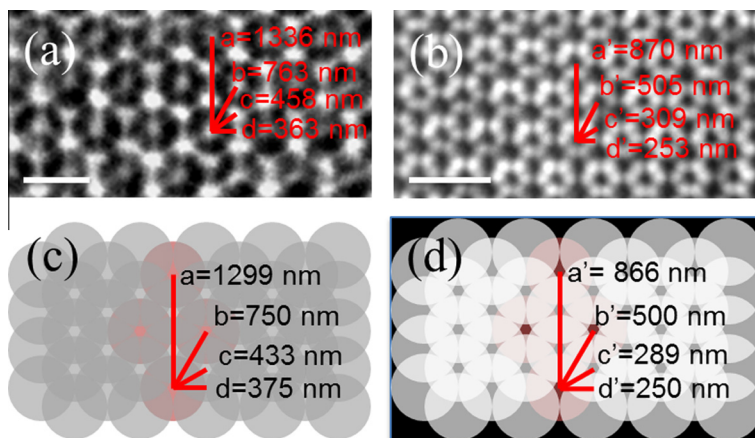 (a)
a=1336 nm
b=763 nm
c=458 nm
d=363 nm
(b)
a'=870 nm
b'=505 nm
c'=309 nm
d'=253 nm
(c)
a=1299 nm
b=750 nm
c=433 nm
d=375 nm
(d)
a'= 866 nm
b'=500 nm
c'=289 nm
d'=250 nm